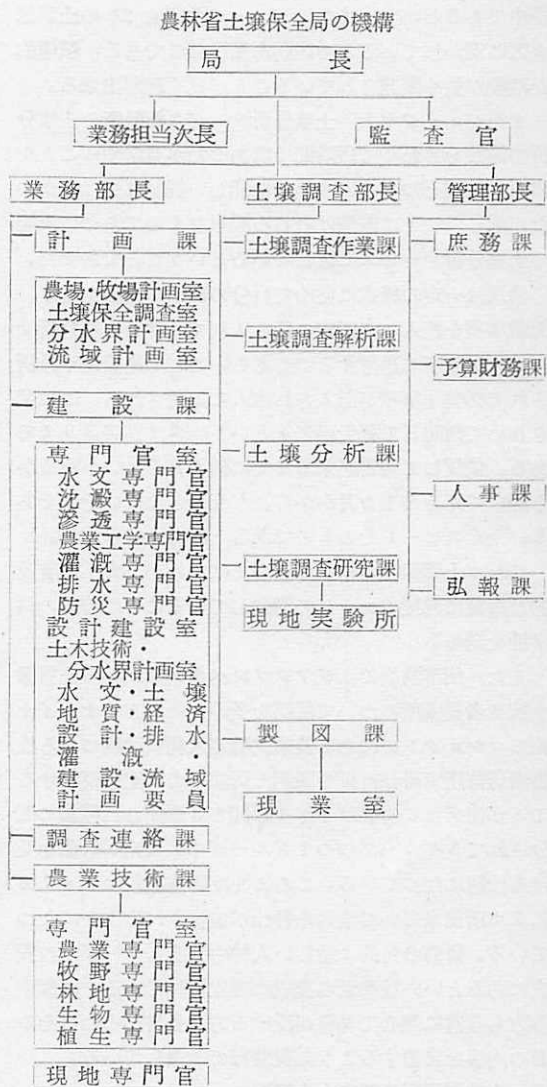 農林省土壌保全局の機構
局長
業務担当次長
監査官
業務部長
土壌調査部長
管理部長
計画課
農場・牧場計画室
土壌保全調査室
分水界計画室
流域計画室
建設課
専門官室
水文専門官
沈澱専門官
滲透専門官
農業工学専門官
灌漑専門官
排水専門官
防災専門官
設計建設室
土木技術・
分水界計画室
水文・土壌
地質・経済
設計・排水
灌漑・
建設流域
計画要員
調査連絡課
農業技術課
専門官室
農業専門官
牧野専門官
林地専門官
生物専門官
植生専門官
現地専門官
土壌調査作業課
土壌調査解析課
土壌分析課
土壌調査研究課
現地実験所
製図課
現業室
庶務課
予算財務課
人事課
弘報課